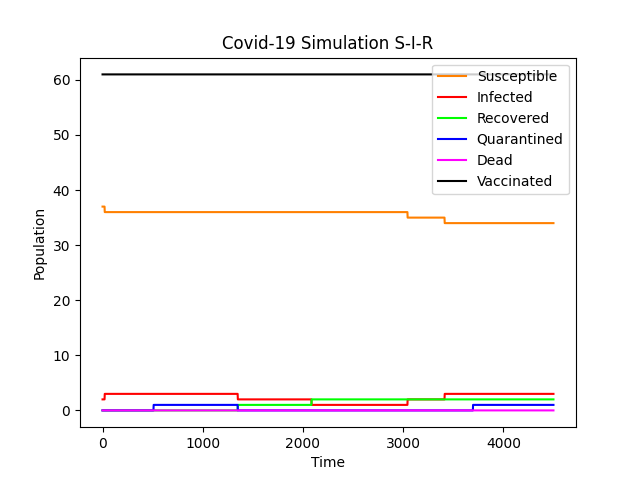 Covid-19 Simulation S-I-R
Susceptible
Infected
Recovered
Quarantined
Dead
Vaccinated
Population
60
50
40
30
20
10
0
0 1000 2000 3000 4000
Time